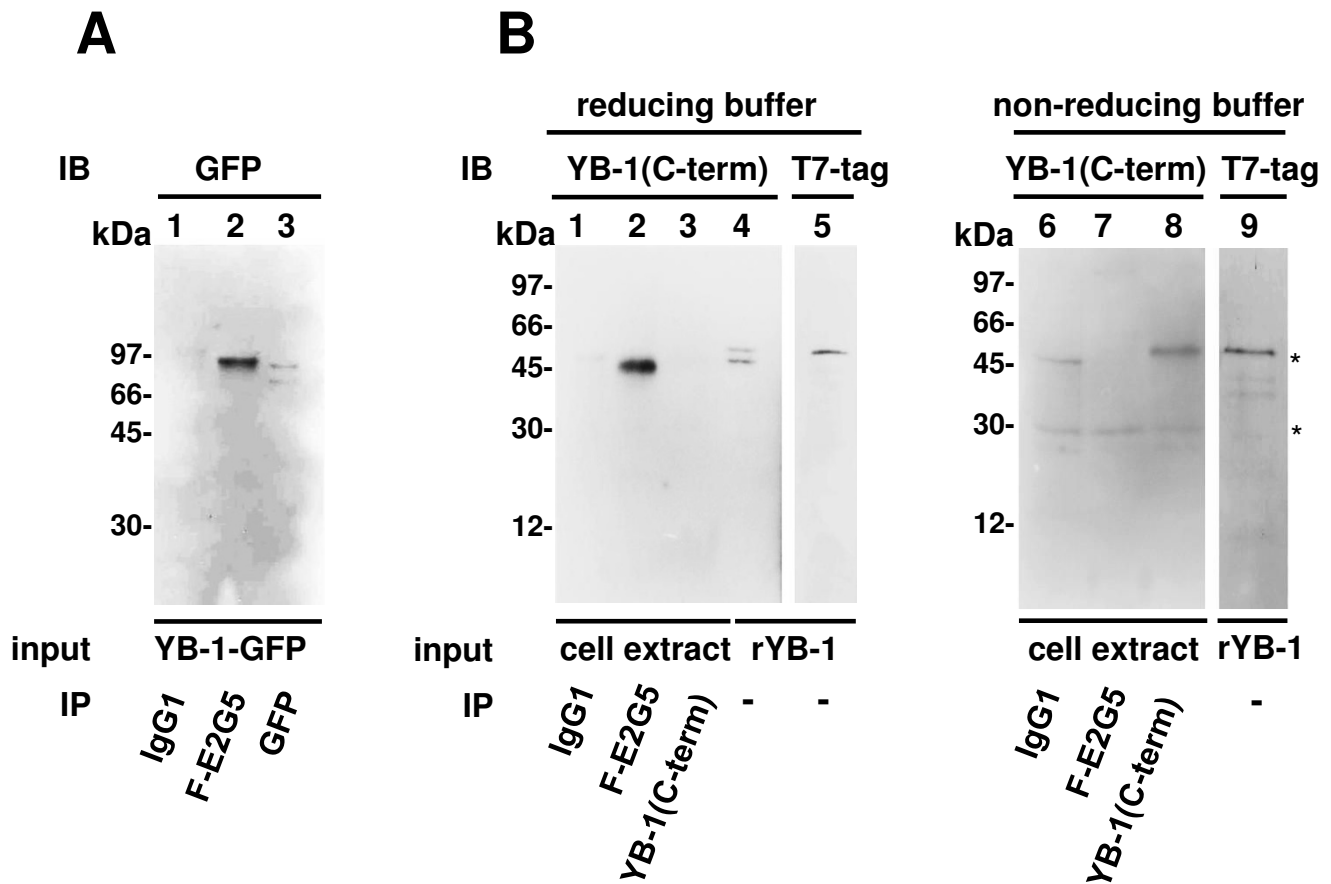 A
IB GFP
kDa 1 2 3
97-
66-
45-
30-
input YB-1-GFP
IP IgG1 F-E2G5 GFP
B
reducing buffer
IB YB-1(C-term) T7-tag
kDa 1 2 3 4 5
97-
66-
45-
30-
12-
input cell extract rYB-1
IP IgG1 F-E2G5 YB-1(C-term) - -
non-reducing buffer
YB-1(C-term) T7-tag
kDa 6 7 8 9
97-
66-
45- *
30- *
12-
cell extract rYB-1
IgG1 F-E2G5 YB-1(C-term) -